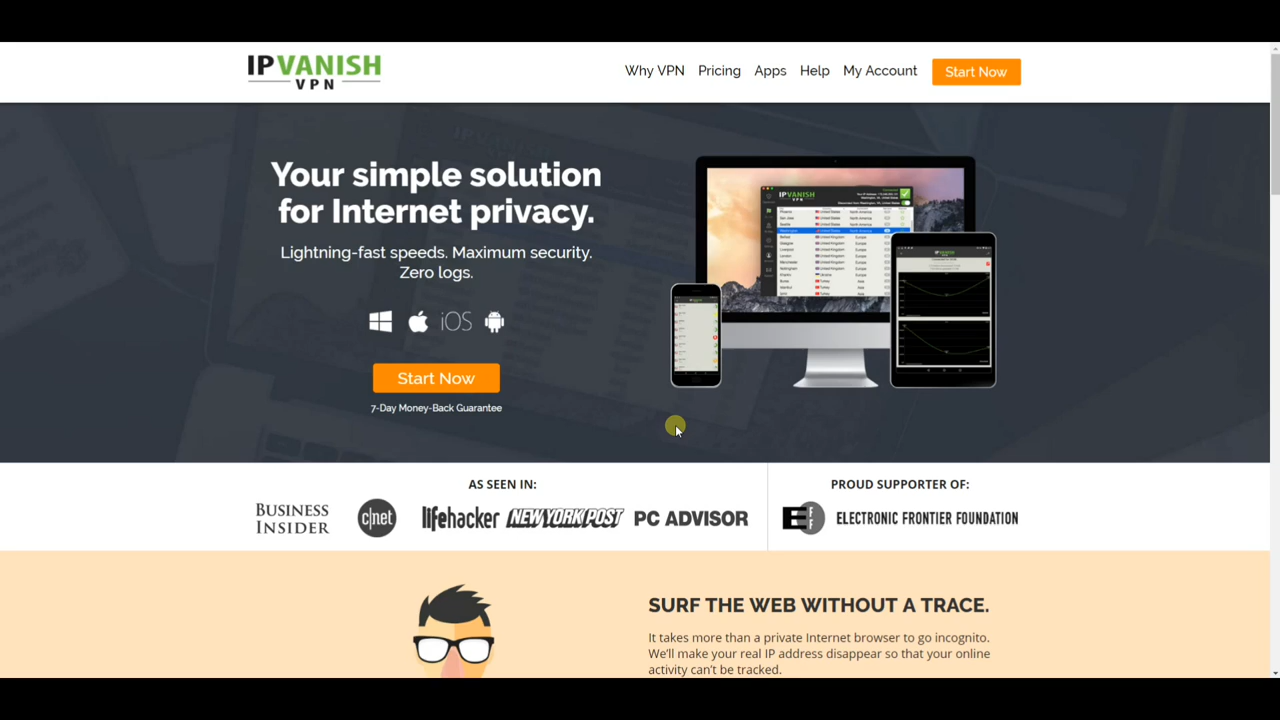 IPVANISH
VPN
Why VPN
Pricing
Apps
Help
My Account
Start Now
Your simple solution
for Internet privacy.
Lightning-fast speeds. Maximum security.
Zero logs.
iOS
Start Now
7-Day Money-Back Guarantee
IPVANISH
VPN
AS SEEN IN:
BUSINESS
INSIDER
c|net
lifehacker
NEW YORK POST
PC ADVISOR
PROUD SUPPORTER OF:
EFF
ELECTRONIC FRONTIER FOUNDATION
SURF THE WEB WITHOUT A TRACE.
It takes more than a private Internet browser to go incognito.
We’ll make your real IP address disappear so that your online
activity can’t be tracked.